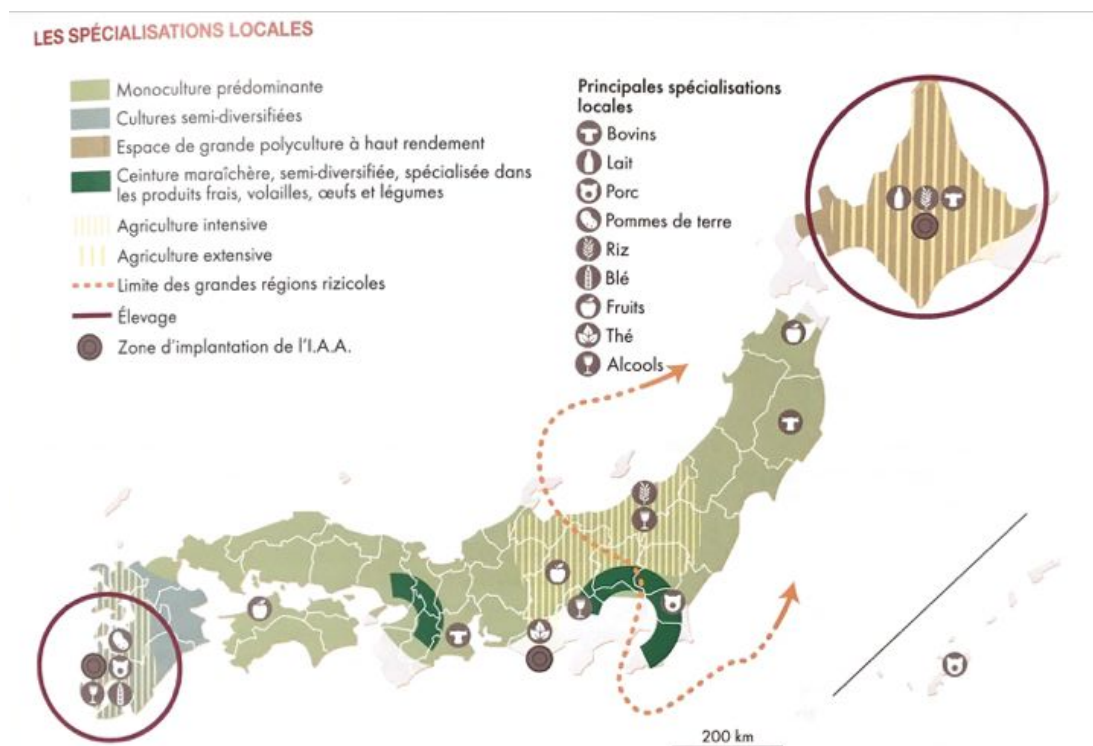 LES SPÉCIALISATIONS LOCALES
Monoculture prédominante
Cultures semi-diversifiées
Espace de grande polyculture à haut rendement
Ceinture maraîchère, semi-diversifiée, spécialisée dans
les produits frais, volailles, œufs et légumes
Agriculture intensive
Agriculture extensive
Limite des grandes régions rizicoles
Élevage
Zone d'implantation de l'I.A.A.
Principales spécialisations
locales
Bovins
Lait
Porc
Pommes de terre
Riz
Blé
Fruits
Thé
Alcools
200 km